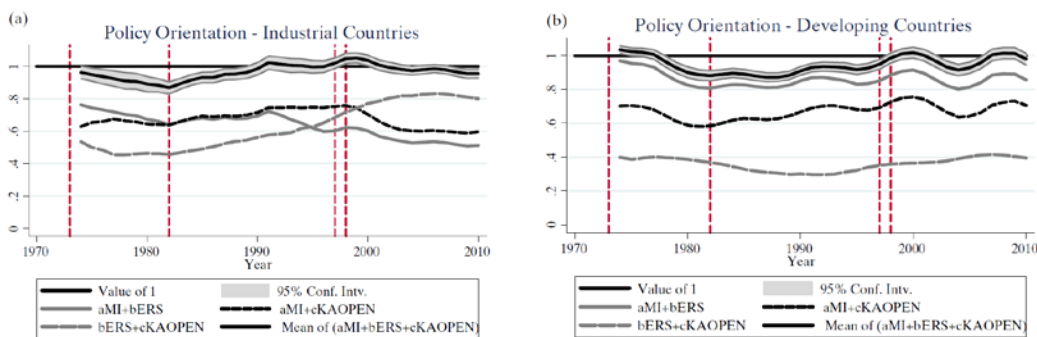 (a)
Policy Orientation - Industrial Countries
1
.8
.6
.4
.2
0
1970
1980
1990
2000
2010
Year
Value of 1
95% Conf. Intv.
aMI+bERS
aMI+cKAOPEN
bERS+cKAOPEN
Mean of (aMI+bERS+cKAOPEN)
(b)
Policy Orientation - Developing Countries
1
.8
.6
.4
.2
0
1970
1980
1990
2000
2010
Year
Value of 1
95% Conf. Intv.
aMI+bERS
aMI+cKAOPEN
bERS+cKAOPEN
Mean of (aMI+bERS+cKAOPEN)